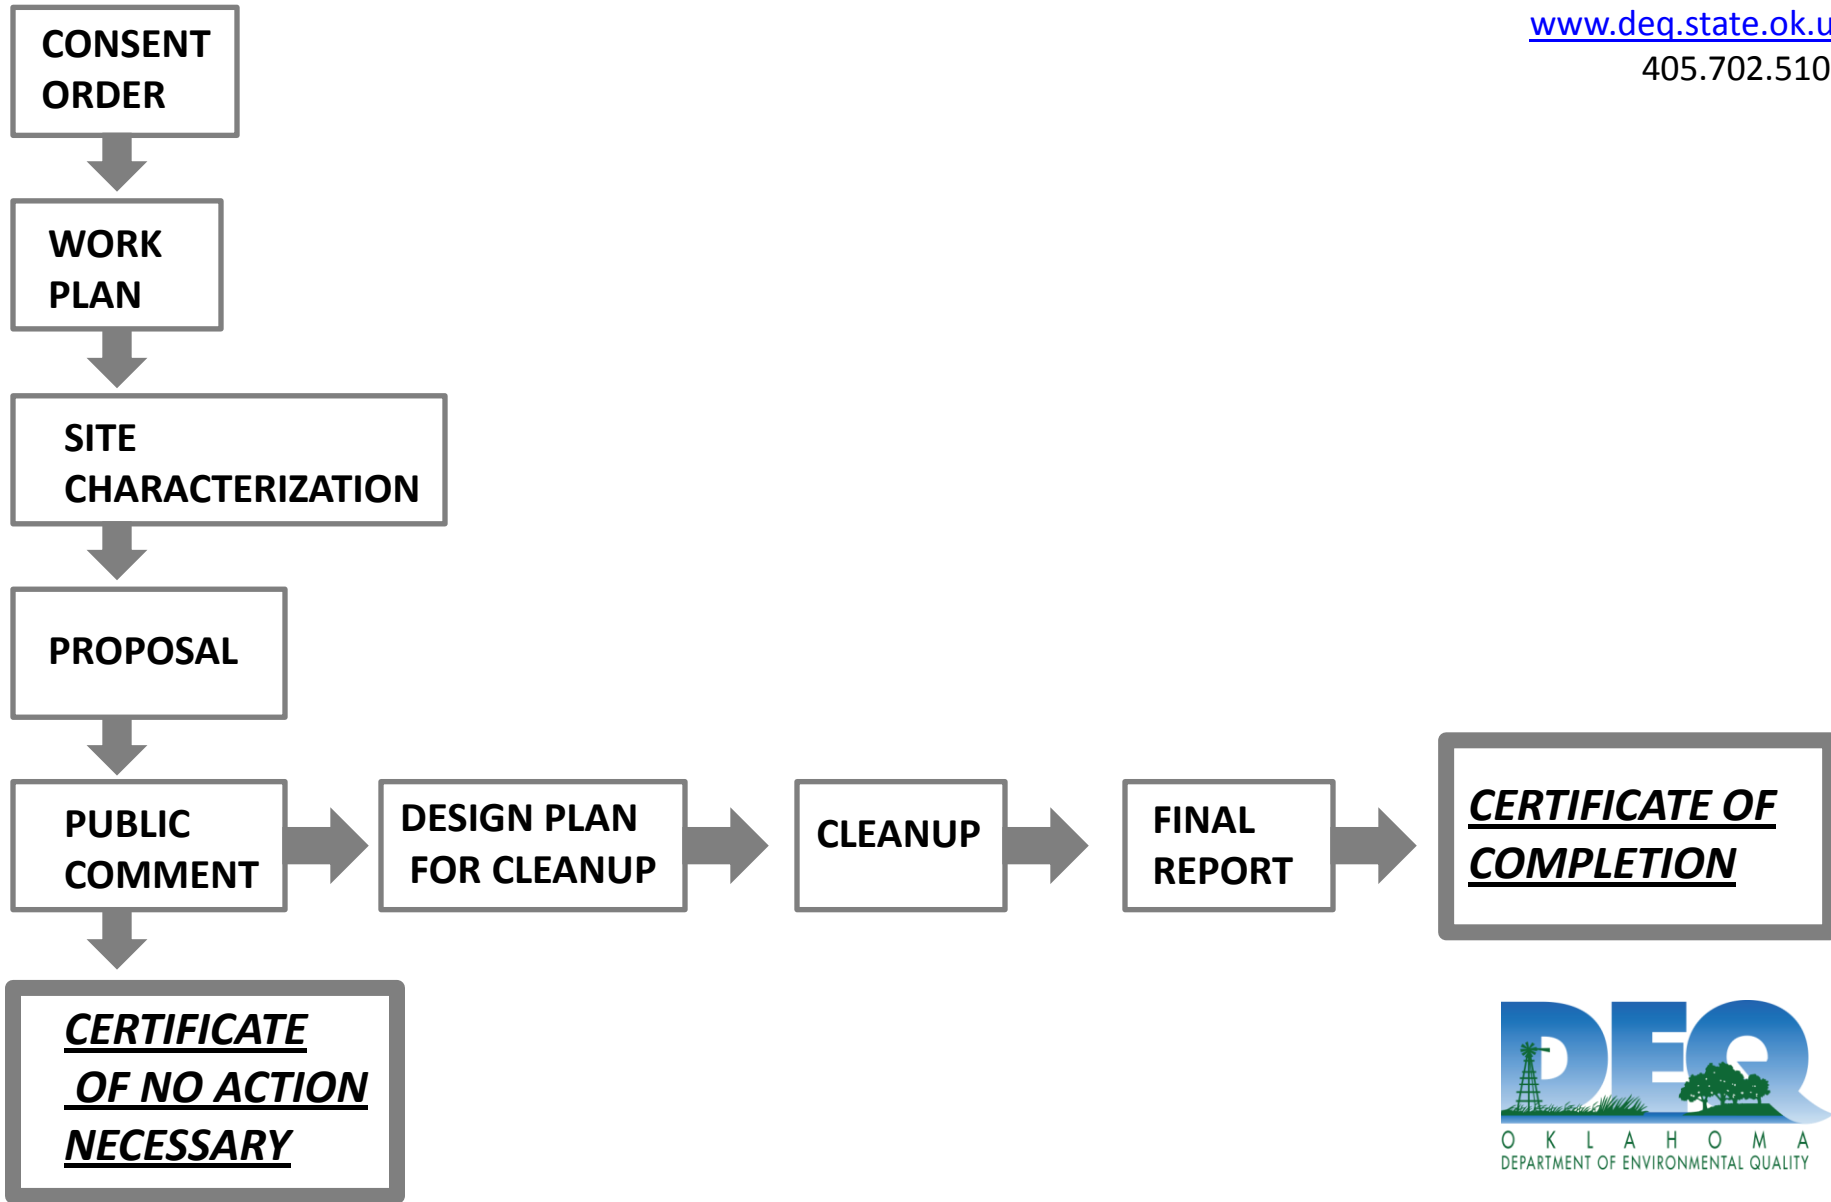 CONSENT
ORDER
www.deq.state.ok.u
405.702.510
WORK
PLAN
SITE
CHARACTERIZATION
PROPOSAL
PUBLIC
COMMENT
DESIGN PLAN
FOR CLEANUP
CLEANUP
FINAL
REPORT
CERTIFICATE OF
COMPLETION
CERTIFICATE
OF NO ACTION
NECESSARY
DEQ
OKLAHOMA
DEPARTMENT OF ENVIRONMENTAL QUALITY